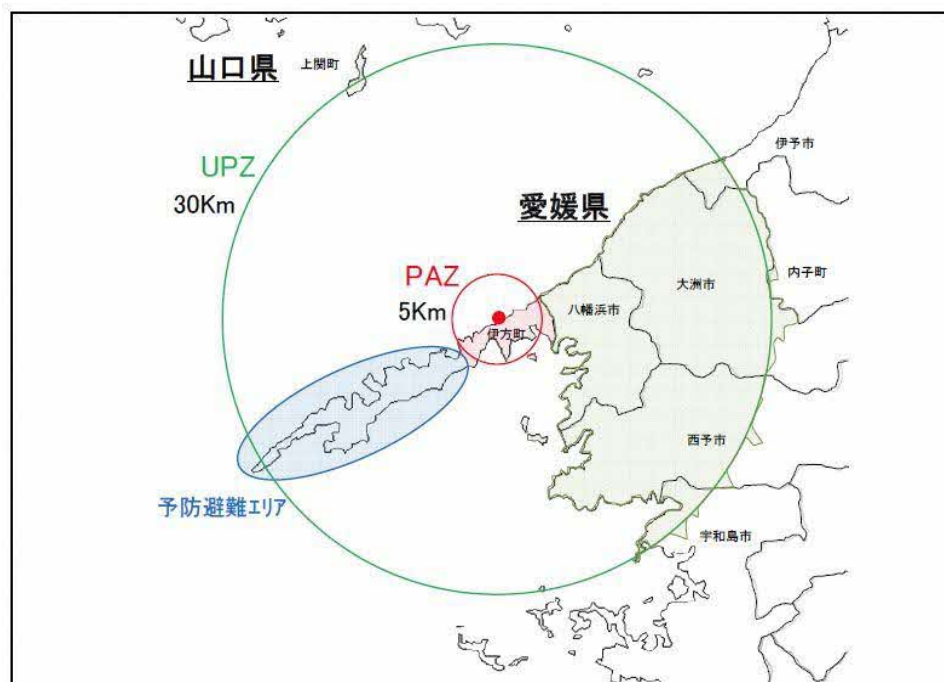 山口県
上関町
UPZ
30Km
伊予市
愛媛県
PAZ
5Km
内子町
大洲市
八幡浜市
伊方町
西予市
予防避難エリア
宇和島市